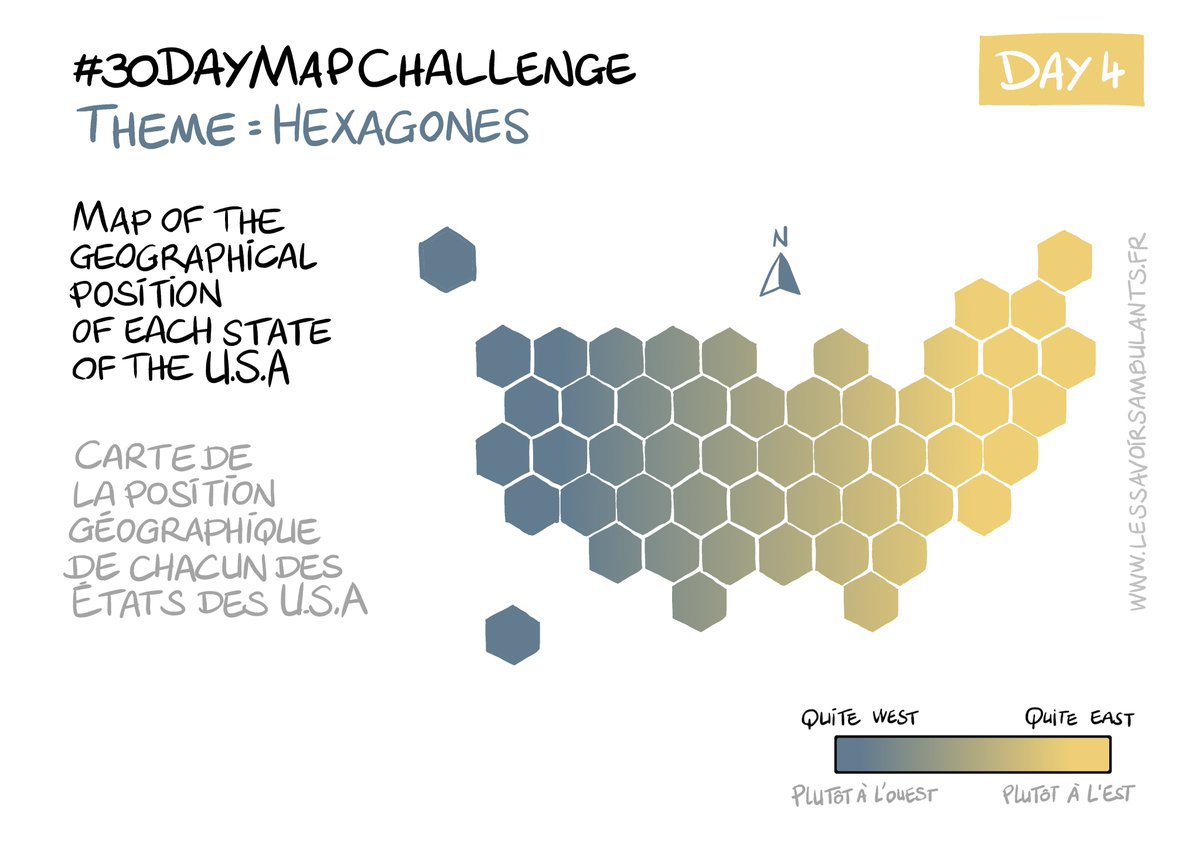 #30DAYMAPCHALLENGE
THEME = HEXAGONES
DAY 4
MAP OF THE
GEOGRAPHICAL
POSITION
OF EACH STATE
OF THE U.S.A
CARTE DE
LA POSITION
GÉOGRAPHIQUE
DE CHACUN DES
ÉTATS DES U.S.A
N
WWW.LESSAVOIRSAMBULANTS.FR
QUITE WEST
QUITE EAST
PLUTÔT À L'OUEST
PLUTÔT À L'EST